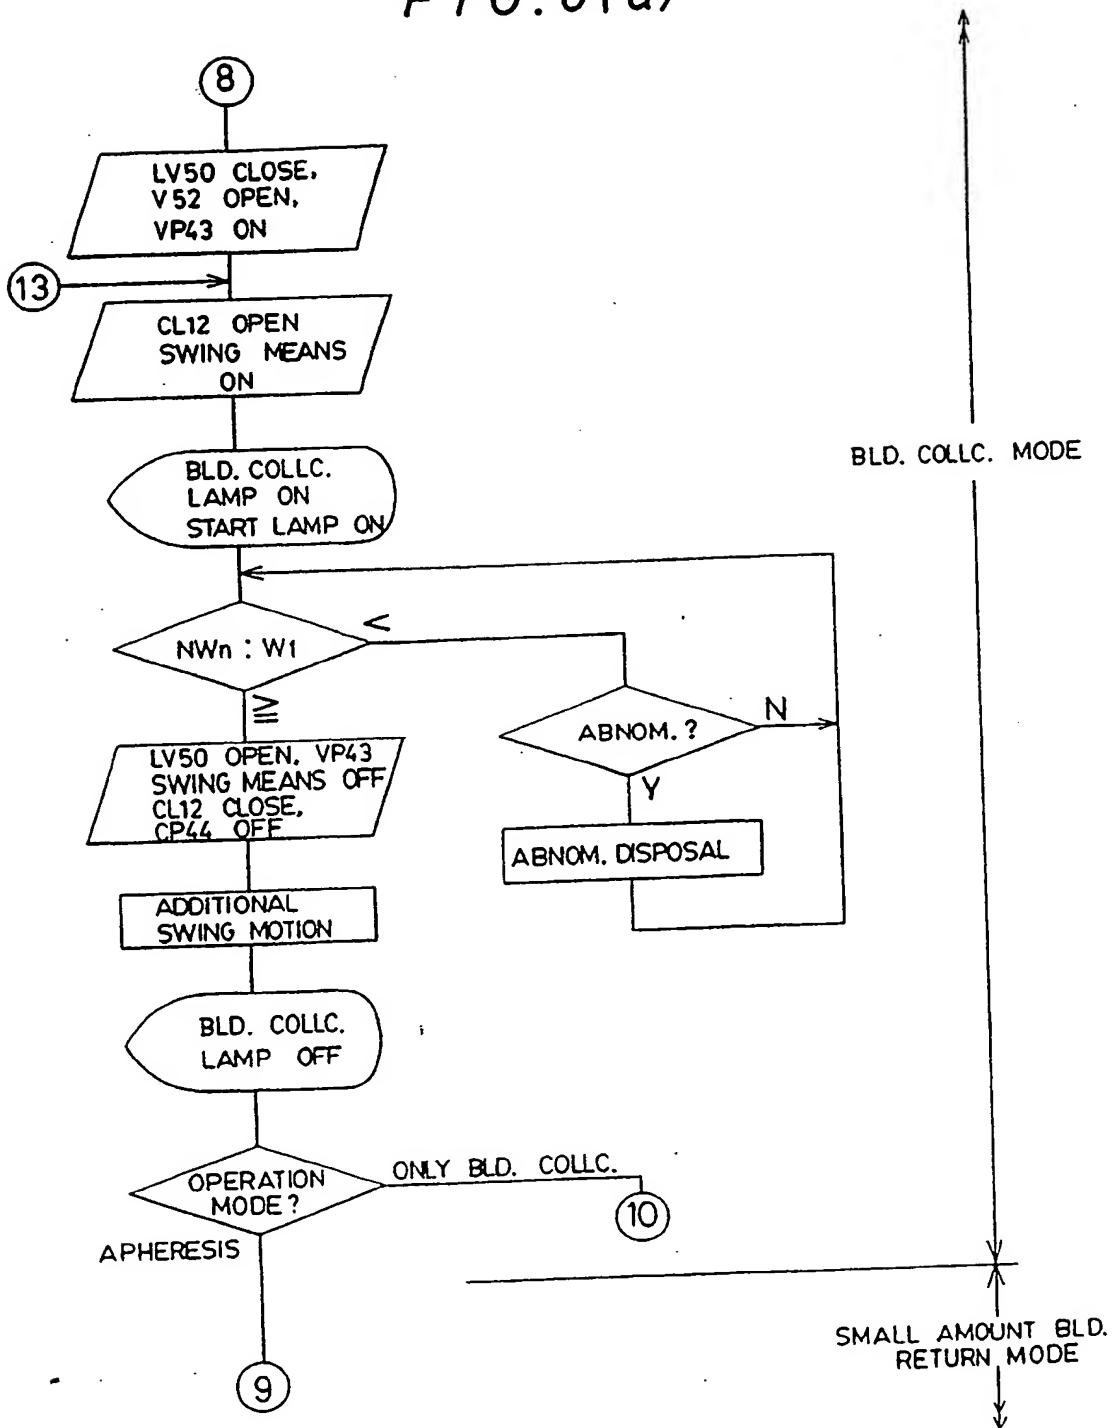 8
LV50 CLOSE,
V52 OPEN,
VP43 ON
13
CL12 OPEN
SWING MEANS
ON
BLD. COLLC. MODE
BLD. COLLC.
LAMP ON
START LAMP ON
<
NWn : W1
≧
ABNOM. ?
N
Y
LV50 OPEN, VP43
SWING MEANS OFF
CL12 CLOSE,
CP44 OFF
ABNOM. DISPOSAL
ADDITIONAL
SWING MOTION
BLD. COLLC.
LAMP OFF
OPERATION
MODE?
ONLY BLD. COLLC.
10
APHERESIS
SMALL AMOUNT BLD.
RETURN MODE
9